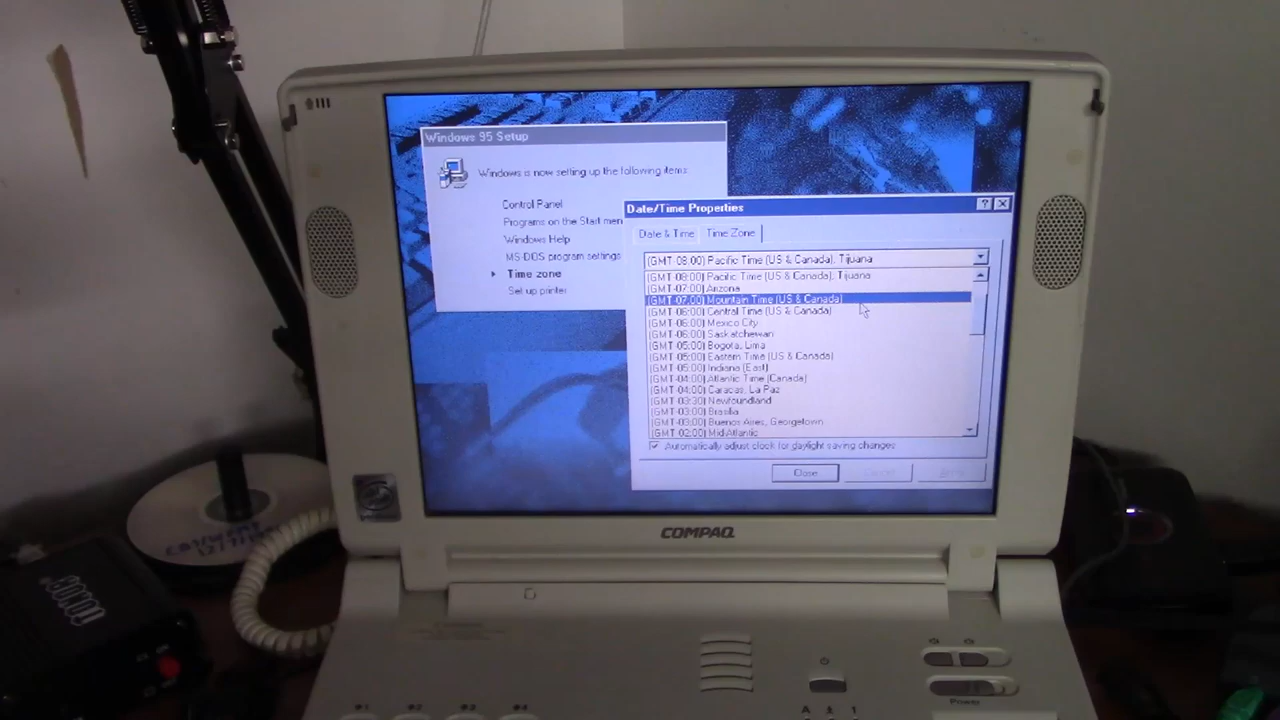 Windows 95 Setup
Windows is now setting up the following items:
Control Panel
Programs on the Start men
Windows Help
MS-DOS program settings
Time zone
Set up printer
Date/Time Properties
Date & Time
Time Zone
(GMT-08:00) Pacific Time (US & Canada), Tijuana
(GMT-08:00) Pacific Time (US & Canada), Tijuana
(GMT-07:00) Arizona
(GMT-07:00) Mountain Time (US & Canada)
(GMT-06:00) Central Time (US & Canada)
(GMT-06:00) Mexico City
(GMT-06:00) Saskatchewan
(GMT-05:00) Bogota, Lima
(GMT-05:00) Eastern Time (US & Canada)
(GMT-05:00) Indiana (East)
(GMT-04:00) Atlantic Time (Canada)
(GMT-04:00) Caracas, La Paz
(GMT-03:30) Newfoundland
(GMT-03:00) Brasilia
(GMT-03:00) Buenos Aires, Georgetown
(GMT-02:00) Mid-Atlantic
Automatically adjust clock for daylight saving changes
Close
Cancel
COMPAQ
Power
A
1